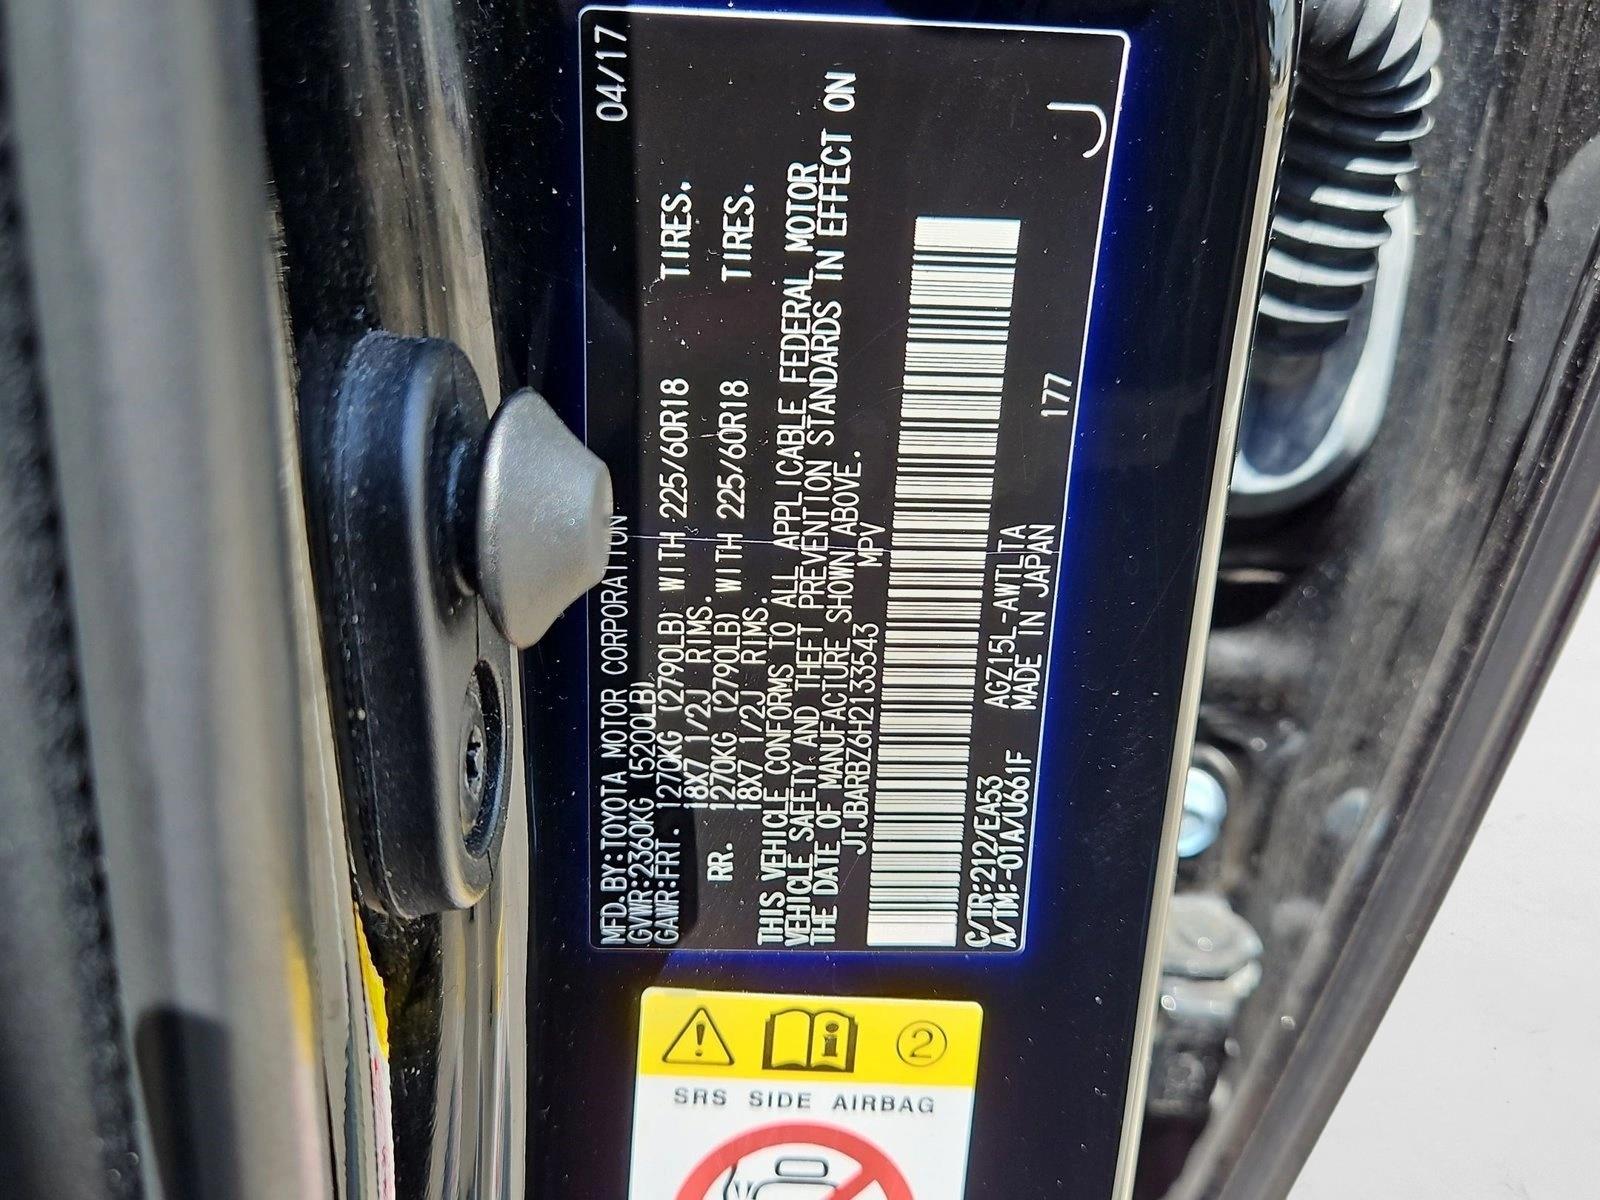 MFD. BY: TOYOTA MOTOR CORPORATION 04/17
GVWR: 2360KG (5200LB)
GAWR: FRT. 1270KG (2790LB) WITH 225/60R18 TIRES.
18X7 1/2J RIMS.
RR. 1270KG (2790LB) WITH 225/60R18 TIRES.
18X7 1/2J RIMS.
THIS VEHICLE CONFORMS TO ALL APPLICABLE FEDERAL MOTOR
VEHICLE SAFETY AND THEFT PREVENTION STANDARDS IN EFFECT ON
THE DATE OF MANUFACTURE SHOWN ABOVE.
JTJBARBZ6H2133543 MPV
C/TR: 212/EA53 AGZ15L-AWTLTA 177
A/TM: -01A/U661F MADE IN JAPAN
J
2
SRS SIDE AIRBAG